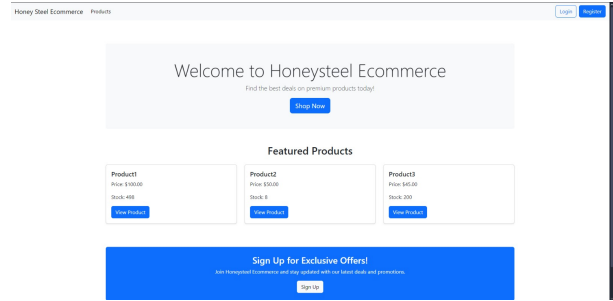 Honey Steel Ecommerce Products Login Register
Welcome to Honeysteel Ecommerce
Find the best deals on premium products today!
Shop Now
Featured Products
Product1
Price: $100.00
Stock: 498
View Product
Product2
Price: $50.00
Stock: 8
View Product
Product3
Price: $45.00
Stock: 200
View Product
Sign Up for Exclusive Offers!
Join Honeysteel Ecommerce and stay updated with our latest deals and promotions.
Sign Up